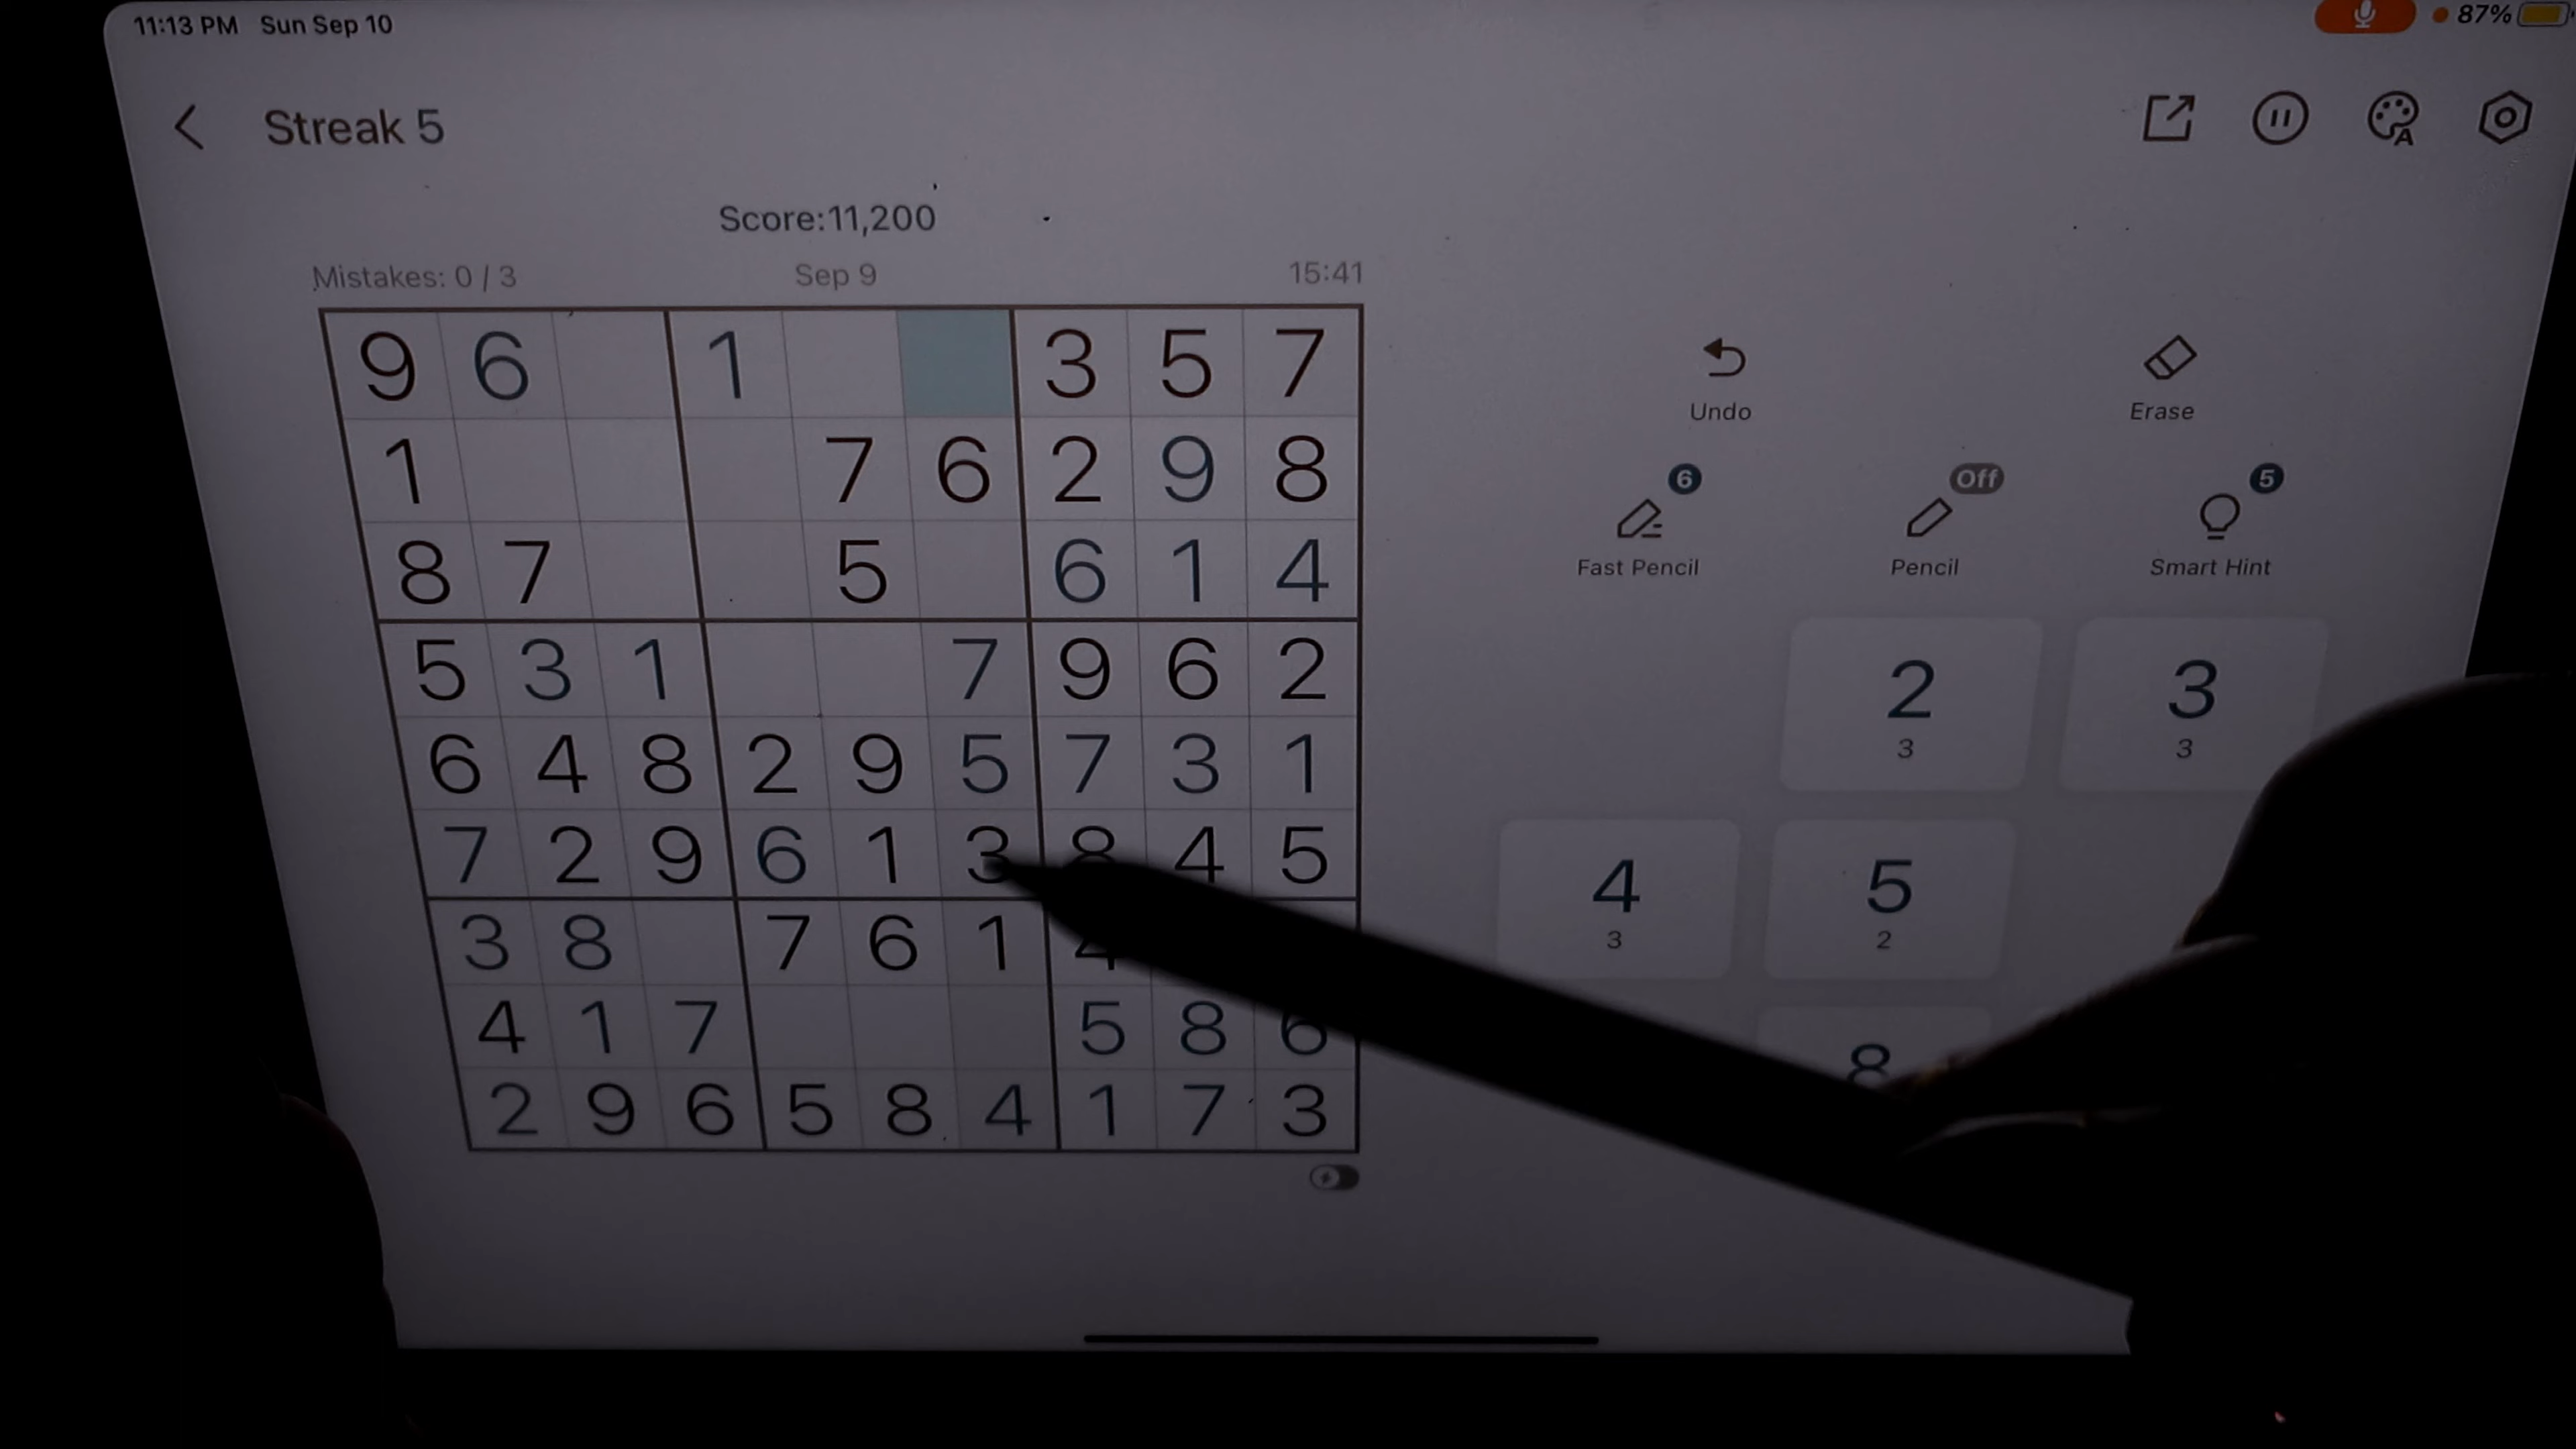 11:13 PM Sun Sep 10
87%
Streak 5
Score:11,200
Mistakes: 0 / 3 Sep 9 15:41
9 6 1 3 5 7
1 7 6 2 9 8
8 7 5 6 1 4
5 3 1 7 9 6 2
6 4 8 2 9 5 7 3 1
7 2 9 6 1 3 8 4 5
3 8 7 6 1 4
4 1 7 5 8 6
2 9 6 5 8 4 1 7 3
Undo
Erase
6
Fast Pencil
Off
Pencil
5
Smart Hint
2 3
3 3
4 5
3 2
8